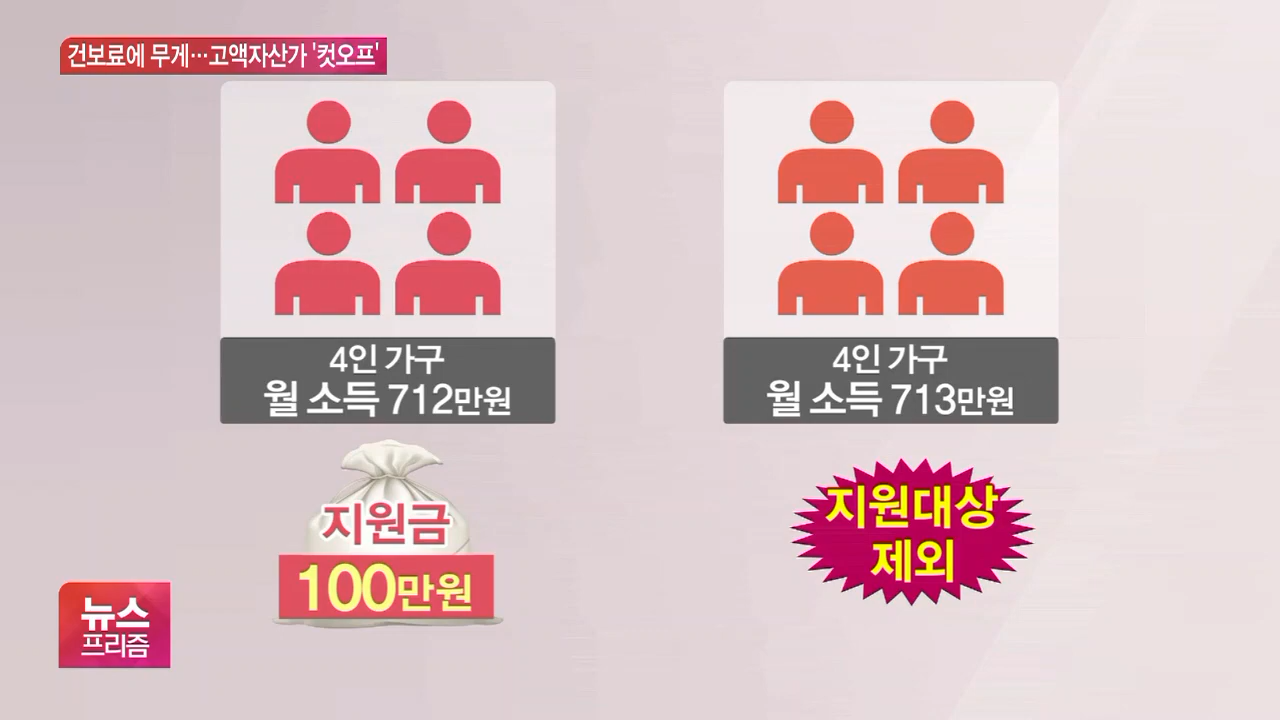 건보료에 무게…고액자산가 '컷오프'
4인 가구
월 소득 712만원
4인 가구
월 소득 713만원
지원금
100만원
지원대상
제외
뉴스
프리즘